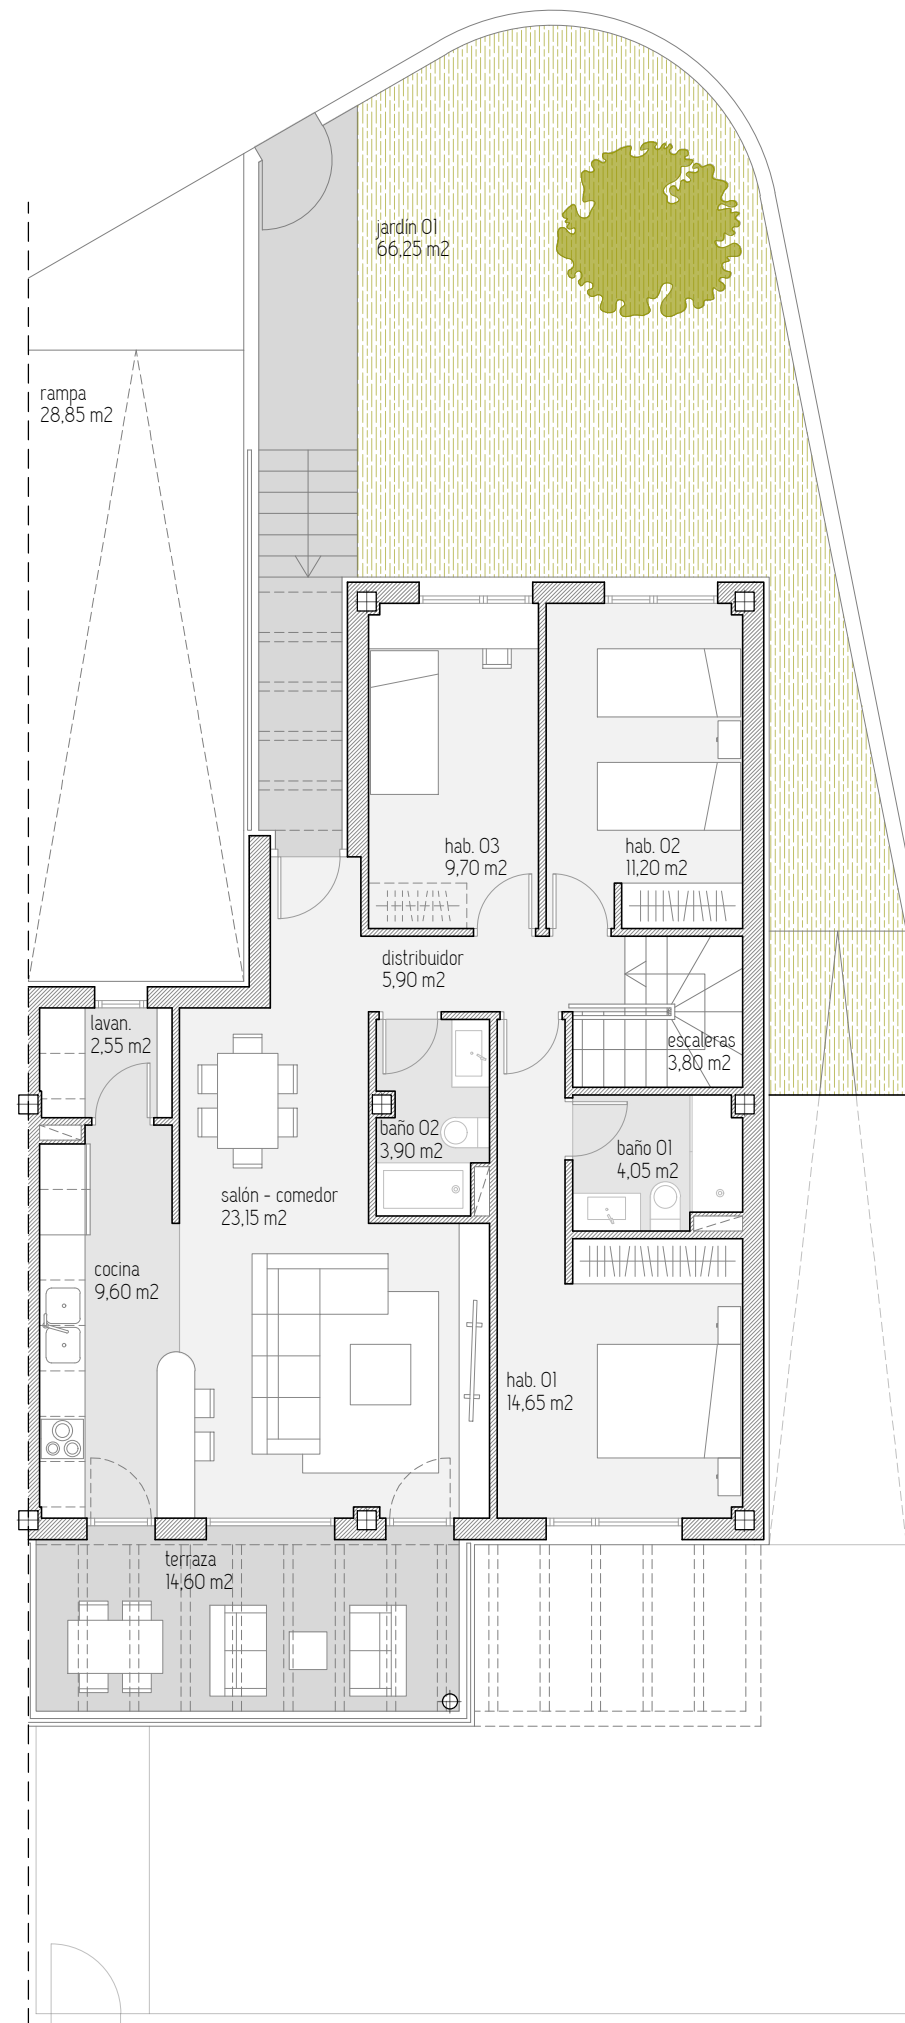 jardín 01
66,25 m2
rampa
28,85 m2
hab. 03
9,70 m2
hab. 02
11,20 m2
distribuidor
5,90 m2
lavan.
2,55 m2
escaleras
3,80 m2
baño 02
3,90 m2
baño 01
4,05 m2
salón - comedor
23,15 m2
cocina
9,60 m2
hab. 01
14,65 m2
terraza
14,60 m2